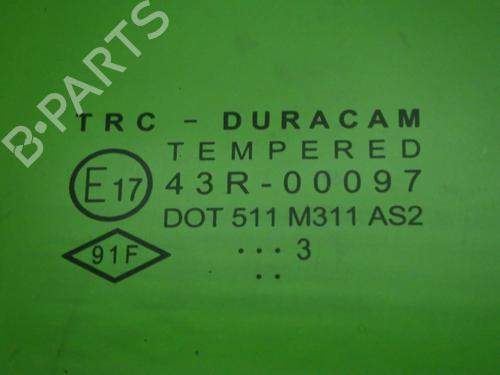 B·PARTS
TRC - DURACAM
TEMPERED
E17 43R-00097
DOT 511 M311 AS2
91F ··· 3
··